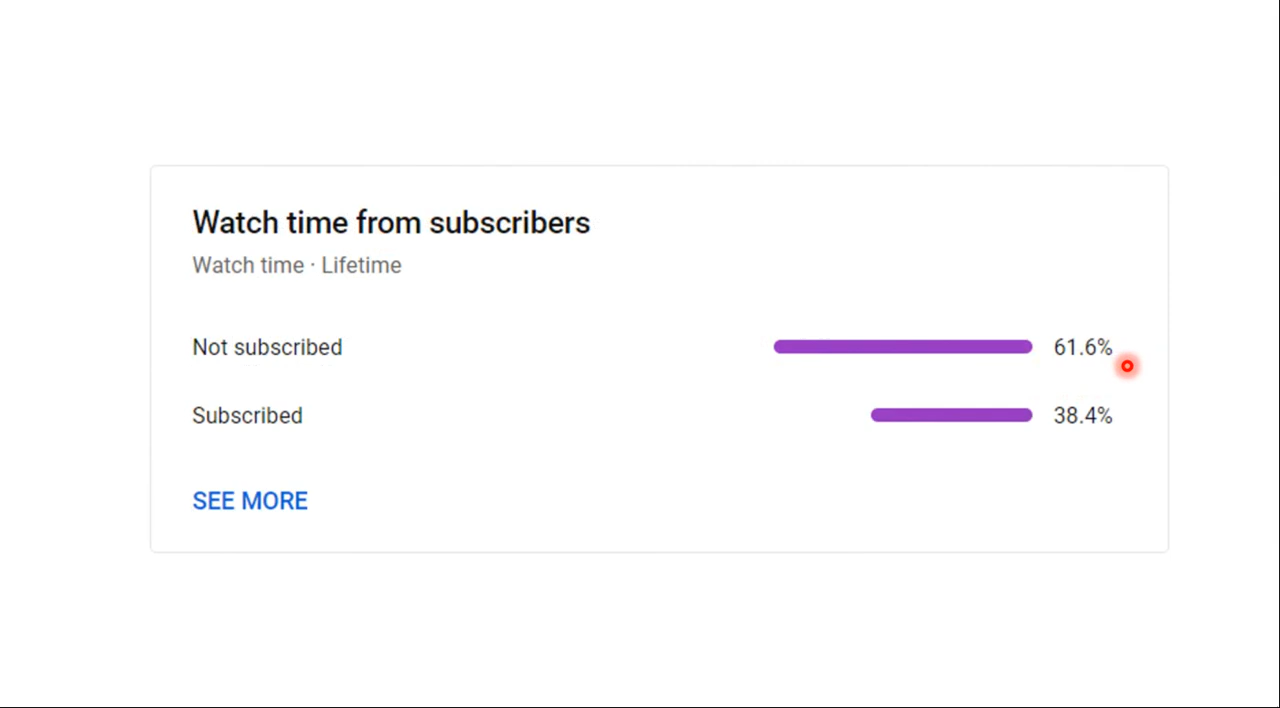 Watch time from subscribers
Watch time · Lifetime
Not subscribed 61.6%
Subscribed 38.4%
SEE MORE